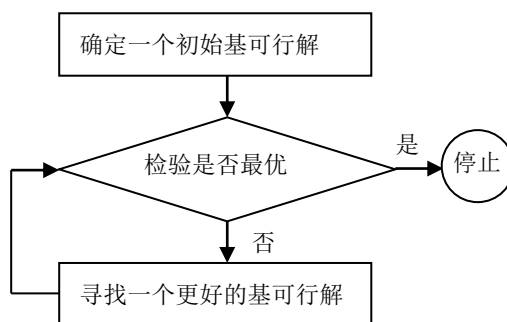 确定一个初始基可行解
检验是否最优
是
停止
否
寻找一个更好的基可行解